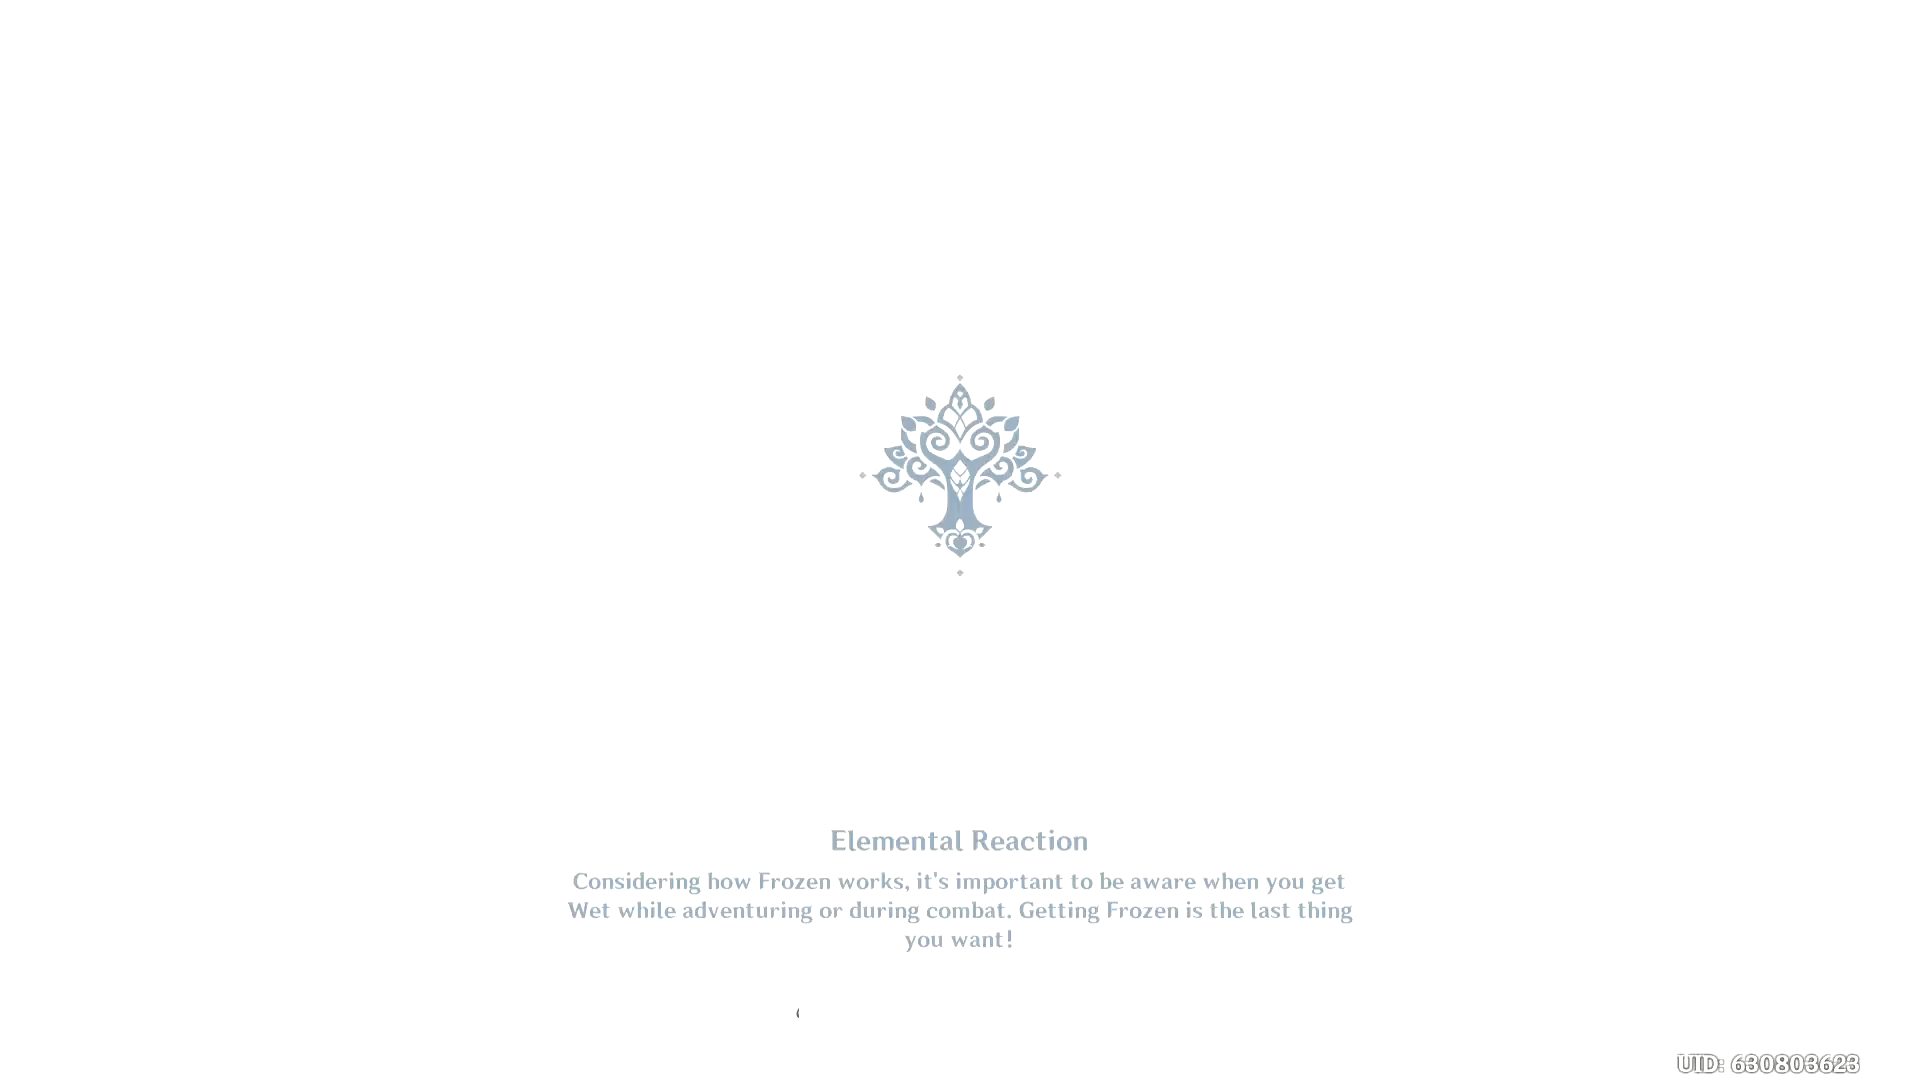 Elemental Reaction
Considering how Frozen works, it's important to be aware when you get
Wet while adventuring or during combat. Getting Frozen is the last thing
you want!
UID: 630803623